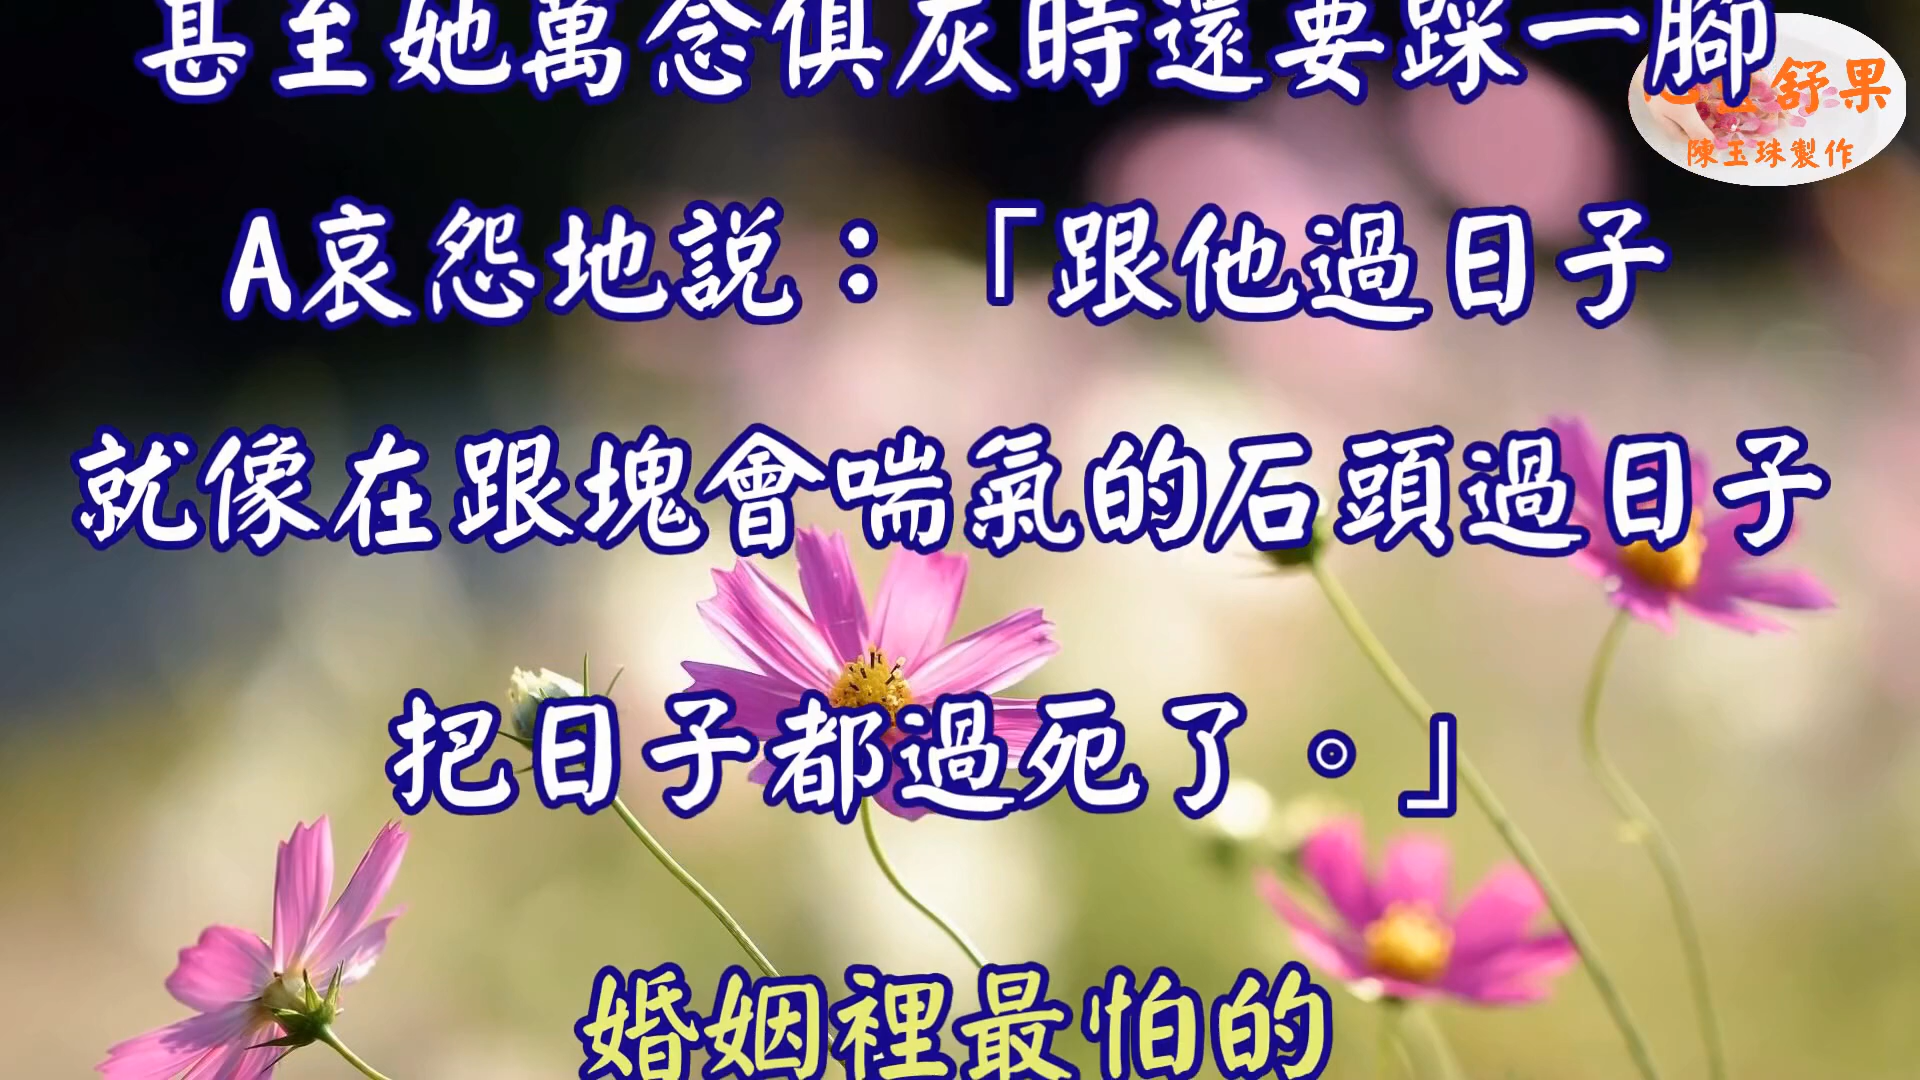 甚至她萬念俱灰時還要踩一腳
舒果
陳玉珠製作
A哀怨地説：「跟他過日子
就像在跟塊會喘氣的石頭過日子
把日子都過死了。」
婚姻裡最怕的